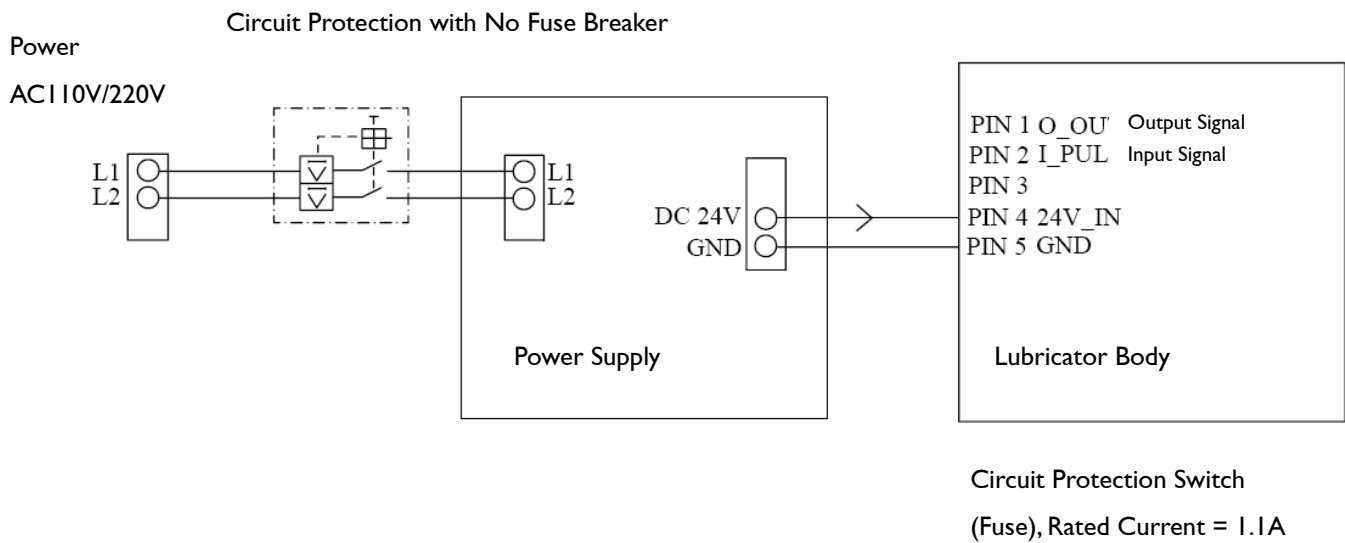 Circuit Protection with No Fuse Breaker
Power
AC110V/220V
L1
L2
L1
L2
DC 24V
GND
Power Supply
PIN 1 O_OU Output Signal
PIN 2 I_PUL Input Signal
PIN 3
PIN 4 24V_IN
PIN 5 GND
Lubricator Body
Circuit Protection Switch
(Fuse), Rated Current = 1.1A